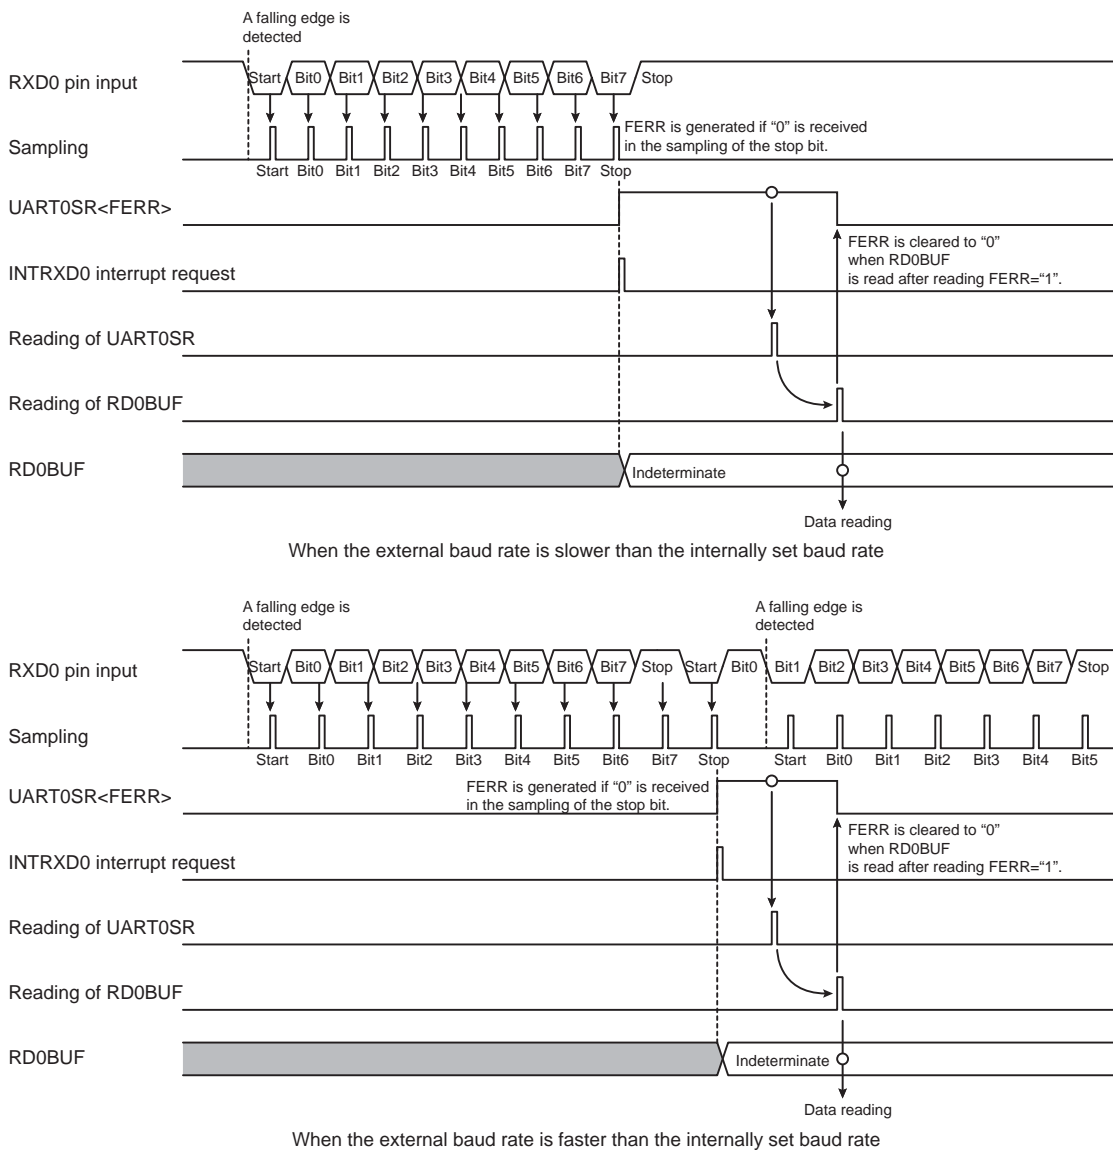 A falling edge is
detected
RXD0 pin input
Start Bit0 Bit1 Bit2 Bit3 Bit4 Bit5 Bit6 Bit7 Stop
Sampling
FERR is generated if “0” is received
in the sampling of the stop bit.
Start Bit0 Bit1 Bit2 Bit3 Bit4 Bit5 Bit6 Bit7 Stop
UART0SR<FERR>
FERR is cleared to “0”
when RD0BUF
is read after reading FERR=“1”.
INTRXD0 interrupt request
Reading of UART0SR
Reading of RD0BUF
RD0BUF
Indeterminate
Data reading
When the external baud rate is slower than the internally set baud rate
A falling edge is
detected
A falling edge is
detected
RXD0 pin input
Start Bit0 Bit1 Bit2 Bit3 Bit4 Bit5 Bit6 Bit7 Stop Start Bit0 Bit1 Bit2 Bit3 Bit4 Bit5 Bit6 Bit7 Stop
Sampling
Start Bit0 Bit1 Bit2 Bit3 Bit4 Bit5 Bit6 Bit7 Stop Start Bit0 Bit1 Bit2 Bit3 Bit4 Bit5
FERR is generated if “0” is received
in the sampling of the stop bit.
UART0SR<FERR>
FERR is cleared to “0”
when RD0BUF
is read after reading FERR=“1”.
INTRXD0 interrupt request
Reading of UART0SR
Reading of RD0BUF
RD0BUF
Indeterminate
Data reading
When the external baud rate is faster than the internally set baud rate